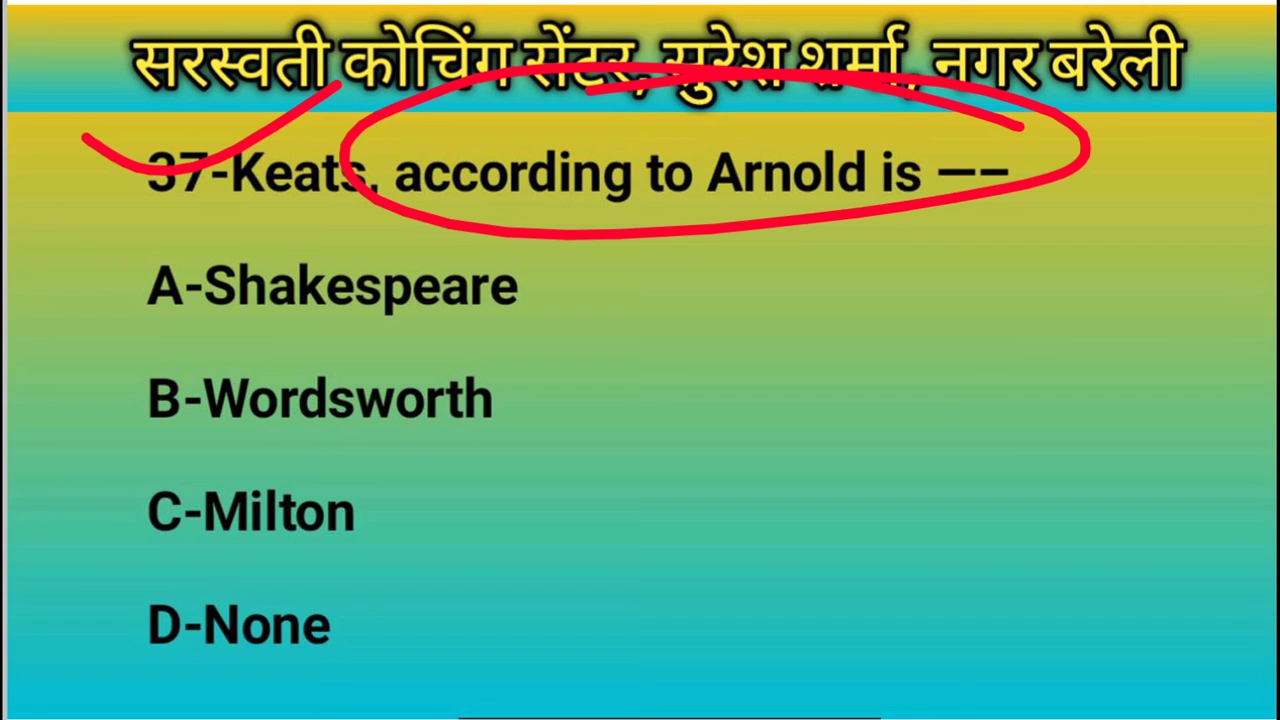 सरस्वती कोचिंग सेंटर, सुरेश शर्मा, नगर बरेली
37-Keats, according to Arnold is —–
A-Shakespeare
B-Wordsworth
C-Milton
D-None